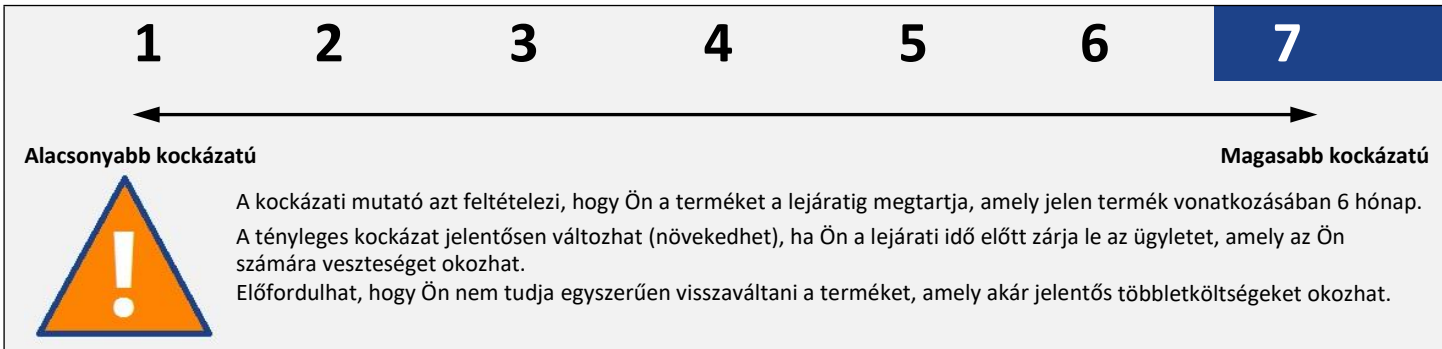 1 2 3 4 5 6 7
Alacsonyabb kockázatú Magasabb kockázatú
A kockázati mutató azt feltételezi, hogy Ön a terméket a lejáratig megtartja, amely jelen termék vonatkozásában 6 hónap.
A tényleges kockázat jelentősen változhat (növekedhet), ha Ön a lejárati idő előtt zárja le az ügyletet, amely az Ön
számára veszteséget okozhat.
Előfordulhat, hogy Ön nem tudja egyszerűen visszaváltani a terméket, amely akár jelentős többletköltségeket okozhat.